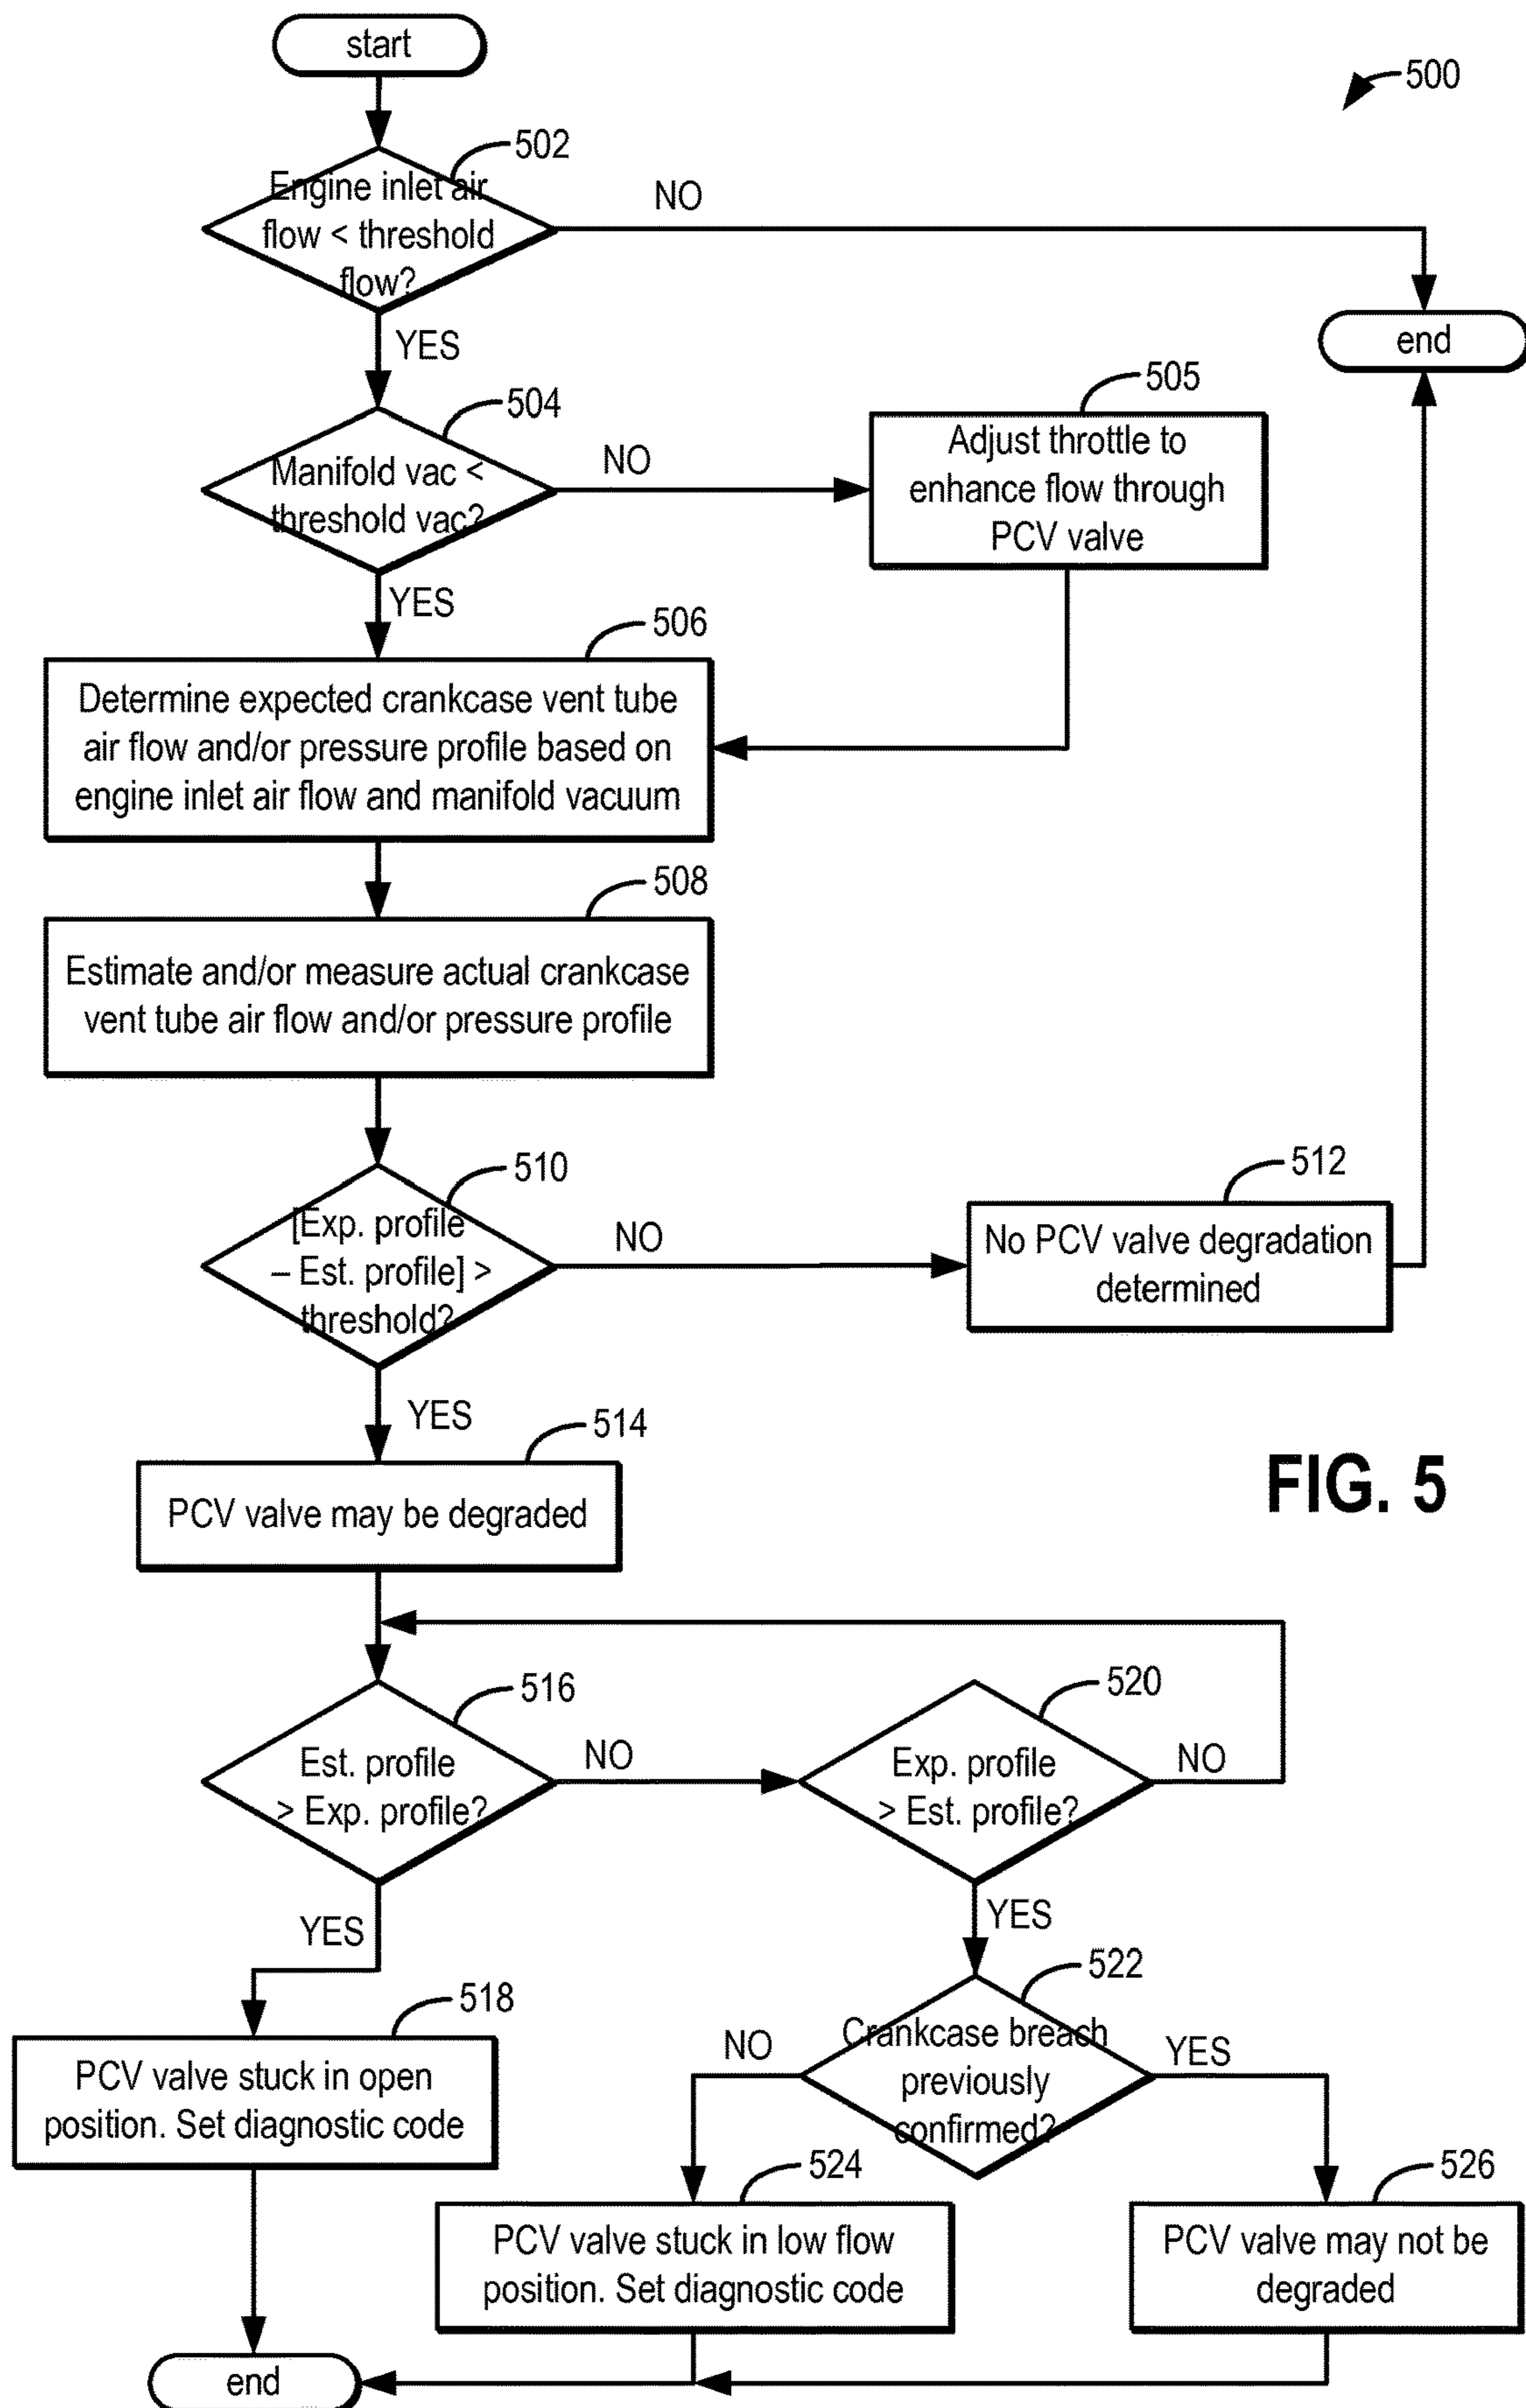 start
500
502
Engine inlet air
flow < threshold
flow?
NO
YES
end
504
Manifold vac <
threshold vac?
NO
505
Adjust throttle to
enhance flow through
PCV valve
YES
506
Determine expected crankcase vent tube
air flow and/or pressure profile based on
engine inlet air flow and manifold vacuum
508
Estimate and/or measure actual crankcase
vent tube air flow and/or pressure profile
510
[Exp. profile
– Est. profile] >
threshold?
NO
512
No PCV valve degradation
determined
YES
514
PCV valve may be degraded
FIG. 5
516
Est. profile
> Exp. profile?
NO
520
Exp. profile
> Est. profile?
NO
YES
YES
518
PCV valve stuck in open
position. Set diagnostic code
522
Crankcase breach
previously
confirmed?
NO
YES
524
PCV valve stuck in low flow
position. Set diagnostic code
526
PCV valve may not be
degraded
end